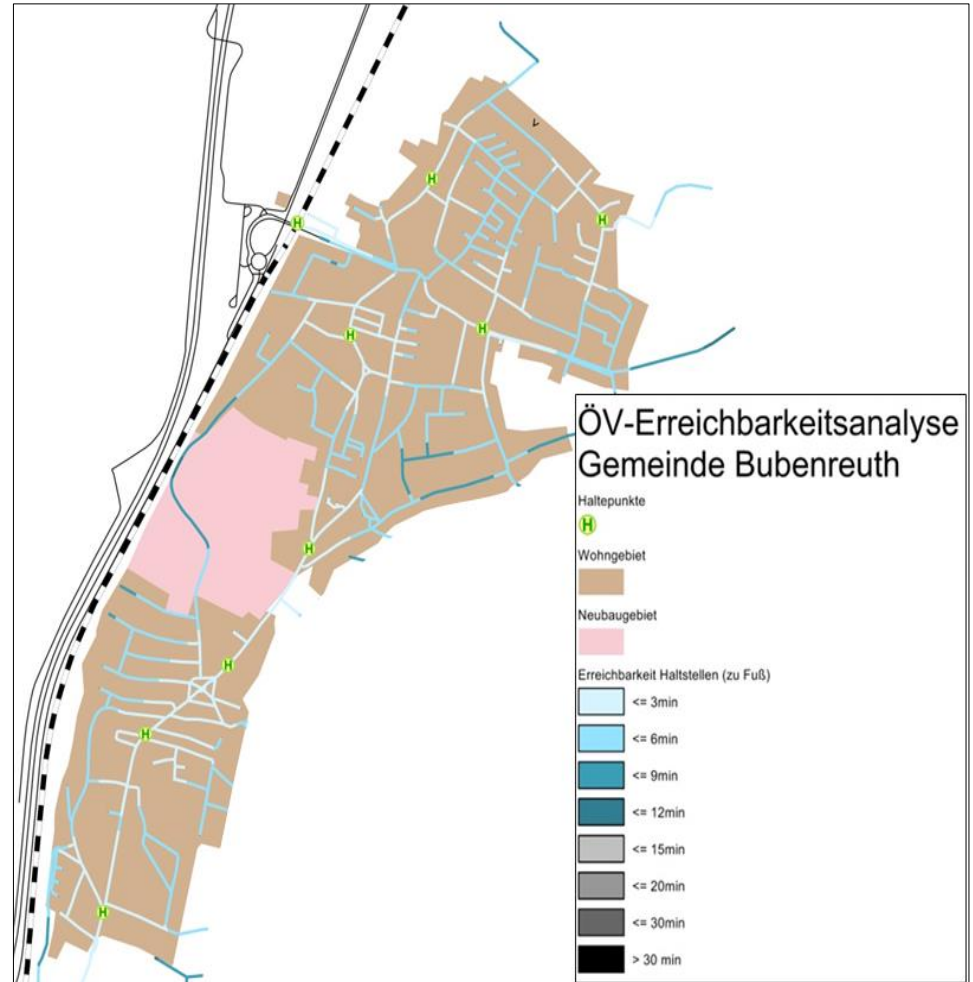 H
H
H
H
H
H
H
H
H
ÖV-Erreichbarkeitsanalyse
Gemeinde Bubenreuth
Haltepunkte
H
Wohngebiet
Neubaugebiet
Erreichbarkeit Haltstellen (zu Fuß)
<= 3min
<= 6min
<= 9min
<= 12min
<= 15min
<= 20min
<= 30min
> 30 min